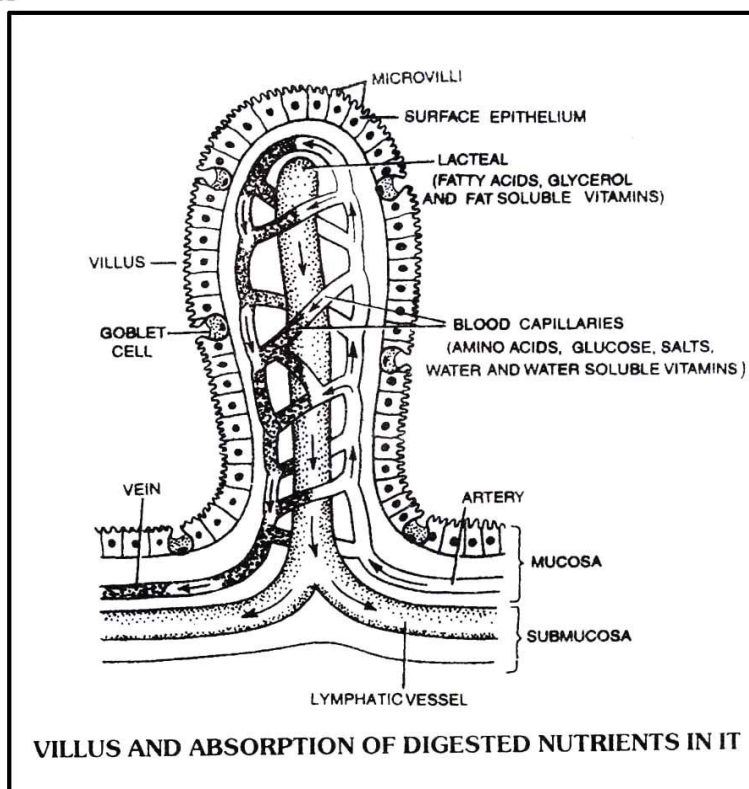 MICROVILLI
SURFACE EPITHELIUM
LACTEAL
(FATTY ACIDS, GLYCEROL
AND FAT SOLUBLE VITAMINS)
VILLUS
GOBLET
CELL
BLOOD CAPILLARIES
(AMINO ACIDS, GLUCOSE, SALTS,
WATER AND WATER SOLUBLE VITAMINS)
VEIN
ARTERY
MUCOSA
SUBMUCOSA
LYMPHATIC VESSEL
VILLUS AND ABSORPTION OF DIGESTED NUTRIENTS IN IT